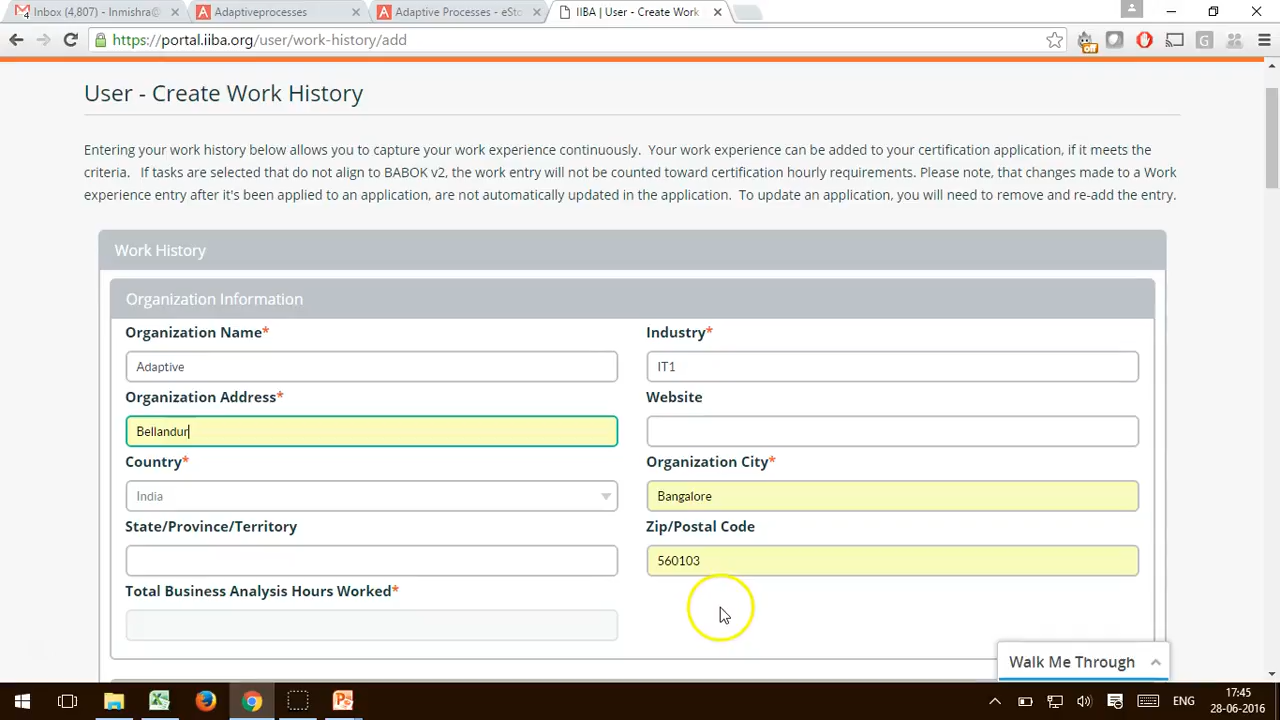 Inbox (4,807) - Inmishra@
Adaptiveprocesses
Adaptive Processes - eSto
IIBA | User - Create Work
https://portal.iiba.org/user/work-history/add
off
G
User - Create Work History
Entering your work history below allows you to capture your work experience continuously. Your work experience can be added to your certification application, if it meets the
criteria. If tasks are selected that do not align to BABOK v2, the work entry will not be counted toward certification hourly requirements. Please note, that changes made to a Work
experience entry after it's been applied to an application, are not automatically updated in the application. To update an application, you will need to remove and re-add the entry.
Work History
Organization Information
Organization Name*
Industry*
Adaptive
IT1
Organization Address*
Website
Bellandur
Country*
Organization City*
India
Bangalore
State/Province/Territory
Zip/Postal Code
560103
Total Business Analysis Hours Worked*
Walk Me Through
ENG
17:45
28-06-2016